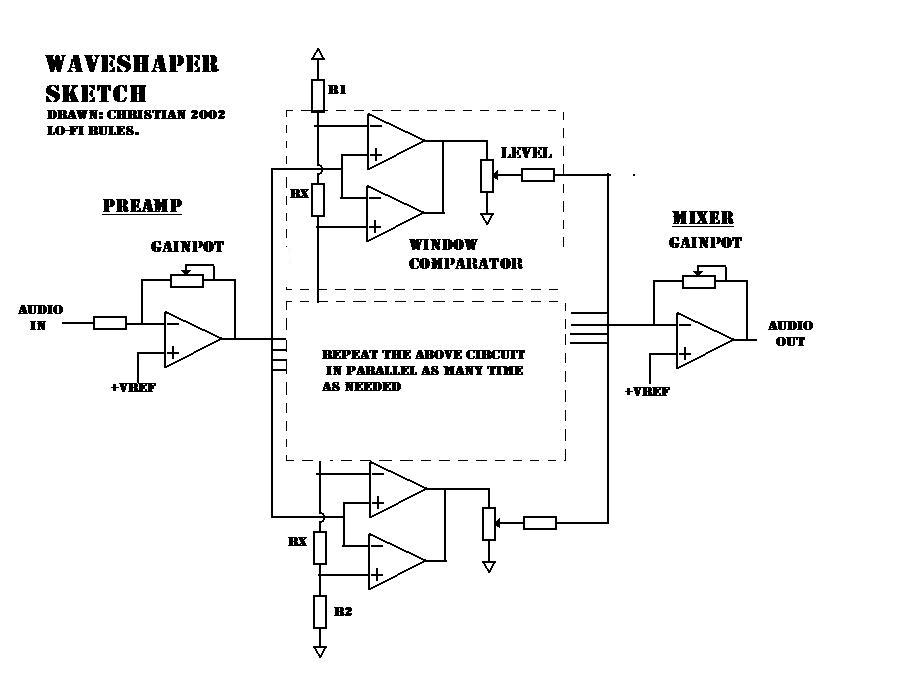 WAVESHAPER
SKETCH
DRAWN: CHRISTIAN 2002
LO-FI RULES.
R1
LEVEL
RX
PREAMP
GAINPOT
WINDOW
COMPARATOR
MIXER
GAINPOT
AUDIO
IN
+VREF
REPEAT THE ABOVE CIRCUIT
IN PARALLEL AS MANY TIME
AS NEEDED
AUDIO
OUT
+VREF
RX
R2